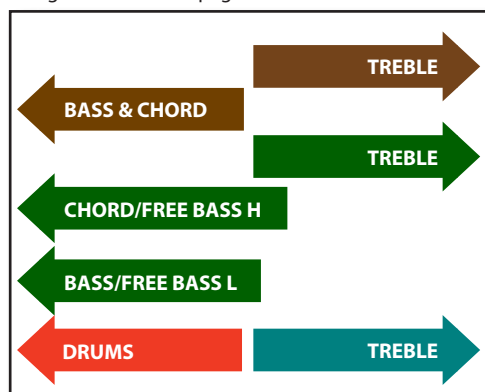 TREBLE
BASS & CHORD
TREBLE
CHORD/FREE BASS H
BASS/FREE BASS L
DRUMS
TREBLE